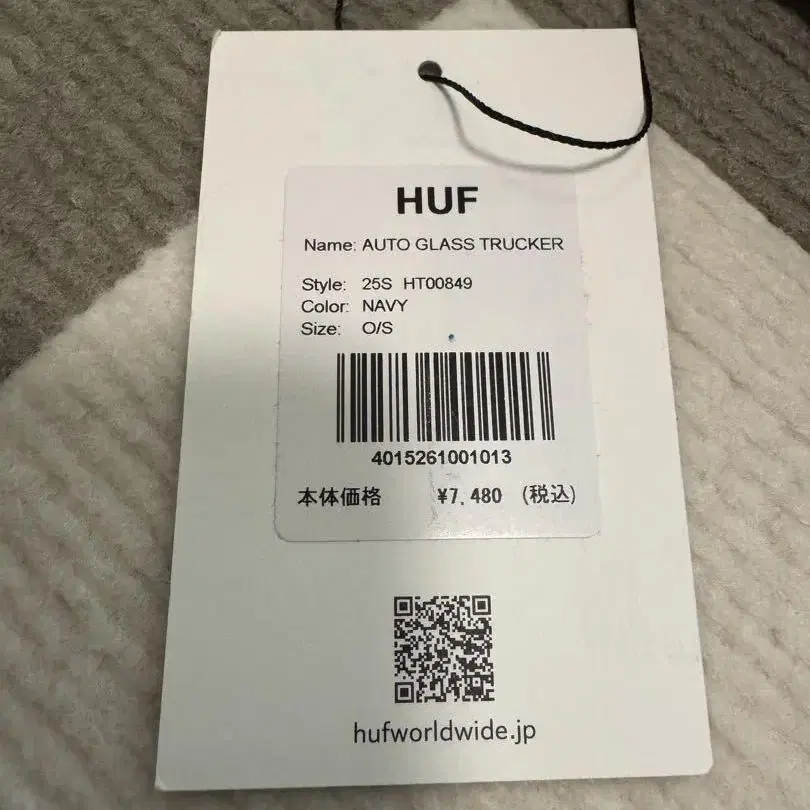 HUF
Name: AUTO GLASS TRUCKER
Style: 25S HT00849
Color: NAVY
Size: O/S
4015261001013
本体価格 ¥7,480 (税込)
hufworldwide.jp